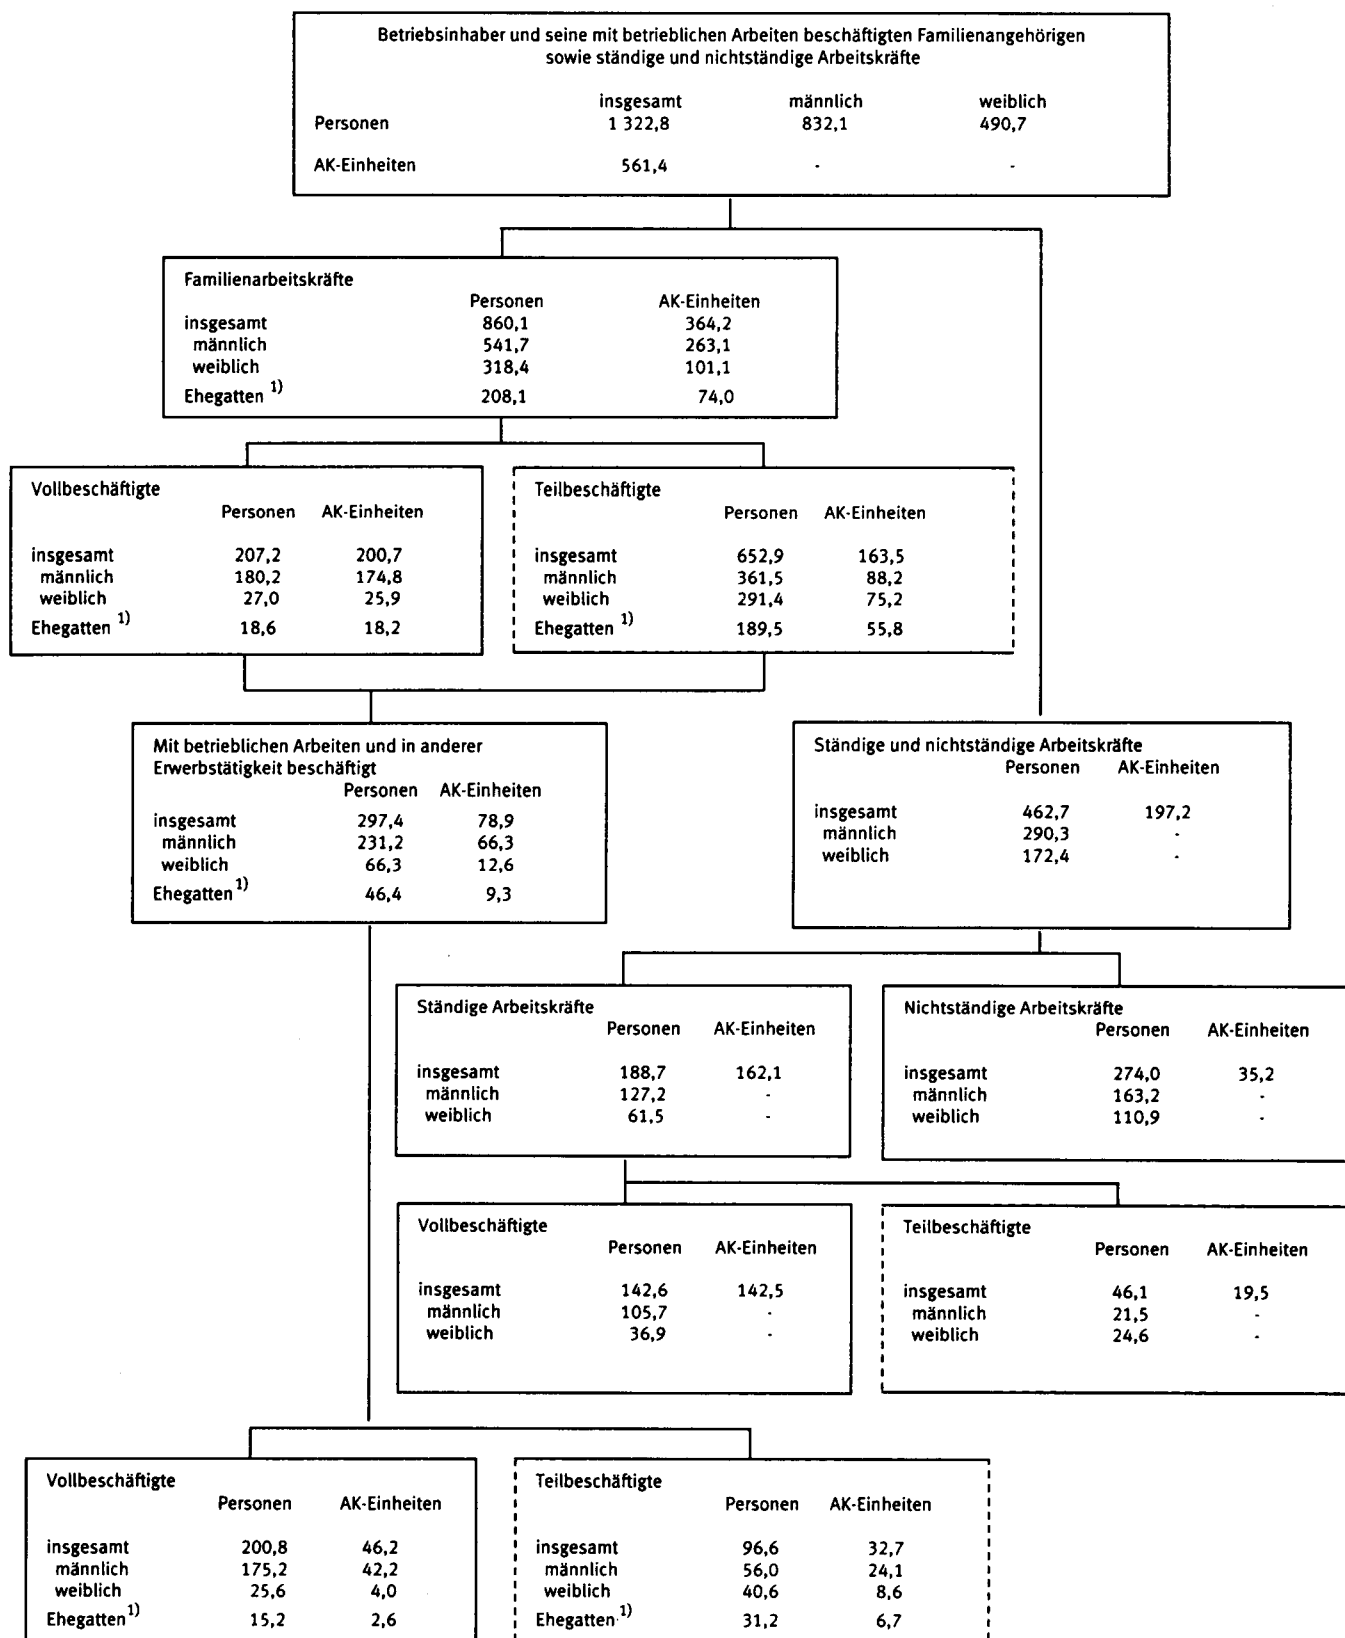 Betriebsinhaber und seine mit betrieblichen Arbeiten beschäftigten Familienangehörigen
sowie ständige und nichtständige Arbeitskräfte
insgesamt männlich weiblich
Personen 1 322,8 832,1 490,7
AK-Einheiten 561,4 - -
Familienarbeitskräfte
Personen AK-Einheiten
insgesamt 860,1 364,2
männlich 541,7 263,1
weiblich 318,4 101,1
Ehegatten 1) 208,1 74,0
Vollbeschäftigte
Personen AK-Einheiten
insgesamt 207,2 200,7
männlich 180,2 174,8
weiblich 27,0 25,9
Ehegatten 1) 18,6 18,2
Teilbeschäftigte
Personen AK-Einheiten
insgesamt 652,9 163,5
männlich 361,5 88,2
weiblich 291,4 75,2
Ehegatten 1) 189,5 55,8
Mit betrieblichen Arbeiten und in anderer
Erwerbstätigkeit beschäftigt
Personen AK-Einheiten
insgesamt 297,4 78,9
männlich 231,2 66,3
weiblich 66,3 12,6
Ehegatten 1) 46,4 9,3
Ständige und nichtständige Arbeitskräfte
Personen AK-Einheiten
insgesamt 462,7 197,2
männlich 290,3 -
weiblich 172,4 -
Ständige Arbeitskräfte
Personen AK-Einheiten
insgesamt 188,7 162,1
männlich 127,2 -
weiblich 61,5 -
Nichtständige Arbeitskräfte
Personen AK-Einheiten
insgesamt 274,0 35,2
männlich 163,2 -
weiblich 110,9 -
Vollbeschäftigte
Personen AK-Einheiten
insgesamt 142,6 142,5
männlich 105,7 -
weiblich 36,9 -
Teilbeschäftigte
Personen AK-Einheiten
insgesamt 46,1 19,5
männlich 21,5 -
weiblich 24,6 -
Vollbeschäftigte
Personen AK-Einheiten
insgesamt 200,8 46,2
männlich 175,2 42,2
weiblich 25,6 4,0
Ehegatten 1) 15,2 2,6
Teilbeschäftigte
Personen AK-Einheiten
insgesamt 96,6 32,7
männlich 56,0 24,1
weiblich 40,6 8,6
Ehegatten 1) 31,2 6,7